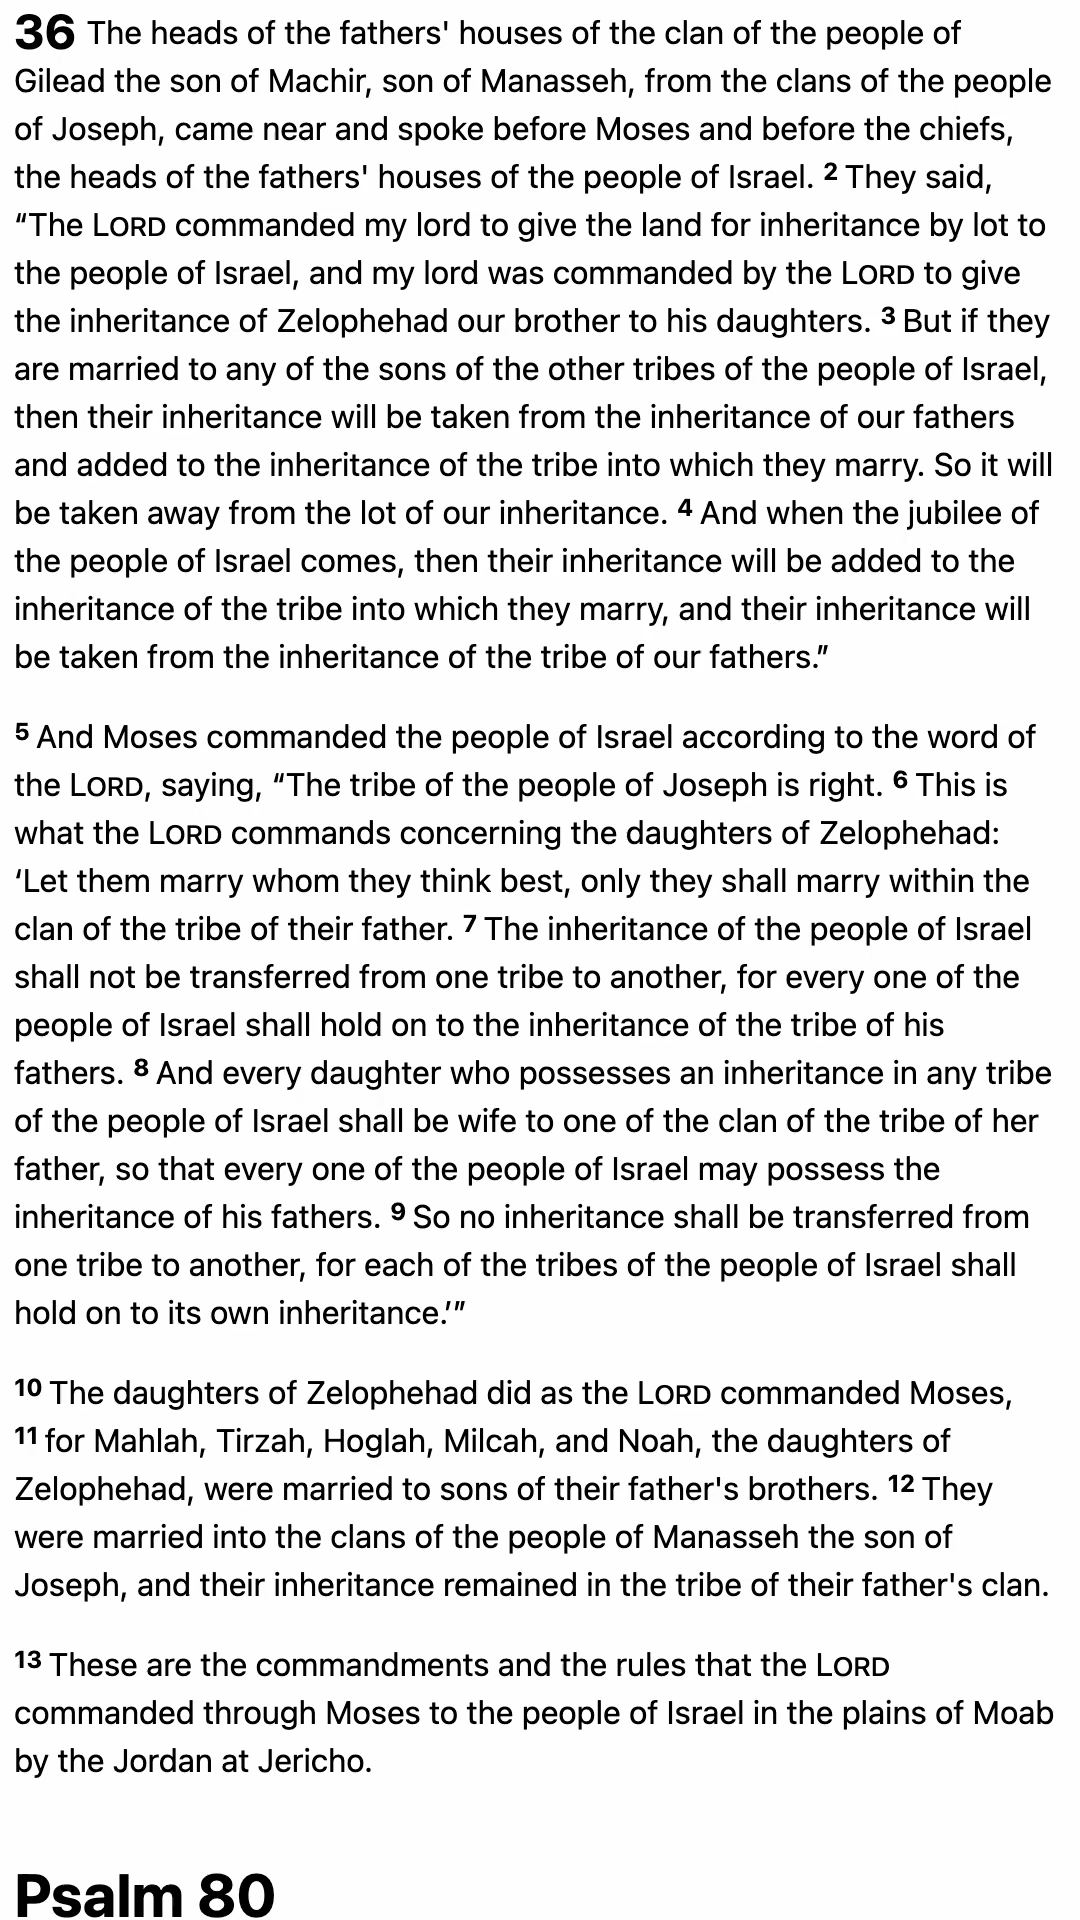 36 The heads of the fathers' houses of the clan of the people of
Gilead the son of Machir, son of Manasseh, from the clans of the people
of Joseph, came near and spoke before Moses and before the chiefs,
the heads of the fathers' houses of the people of Israel. 2 They said,
“The LORD commanded my lord to give the land for inheritance by lot to
the people of Israel, and my lord was commanded by the LORD to give
the inheritance of Zelophehad our brother to his daughters. 3 But if they
are married to any of the sons of the other tribes of the people of Israel,
then their inheritance will be taken from the inheritance of our fathers
and added to the inheritance of the tribe into which they marry. So it will
be taken away from the lot of our inheritance. 4 And when the jubilee of
the people of Israel comes, then their inheritance will be added to the
inheritance of the tribe into which they marry, and their inheritance will
be taken from the inheritance of the tribe of our fathers.”
5 And Moses commanded the people of Israel according to the word of
the LORD, saying, “The tribe of the people of Joseph is right. 6 This is
what the LORD commands concerning the daughters of Zelophehad:
‘Let them marry whom they think best, only they shall marry within the
clan of the tribe of their father. 7 The inheritance of the people of Israel
shall not be transferred from one tribe to another, for every one of the
people of Israel shall hold on to the inheritance of the tribe of his
fathers. 8 And every daughter who possesses an inheritance in any tribe
of the people of Israel shall be wife to one of the clan of the tribe of her
father, so that every one of the people of Israel may possess the
inheritance of his fathers. 9 So no inheritance shall be transferred from
one tribe to another, for each of the tribes of the people of Israel shall
hold on to its own inheritance.’”
10 The daughters of Zelophehad did as the LORD commanded Moses,
11 for Mahlah, Tirzah, Hoglah, Milcah, and Noah, the daughters of
Zelophehad, were married to sons of their father's brothers. 12 They
were married into the clans of the people of Manasseh the son of
Joseph, and their inheritance remained in the tribe of their father's clan.
13 These are the commandments and the rules that the LORD
commanded through Moses to the people of Israel in the plains of Moab
by the Jordan at Jericho.
Psalm 80